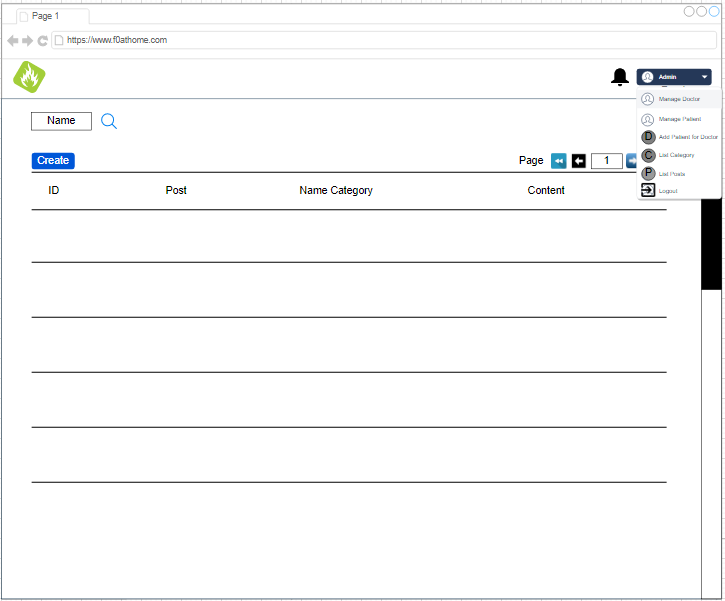 Page 1
https://www.f0athome.com
Admin
Manage Doctor
Manage Patient
D Add Patient for Doctor
C List Category
P List Posts
Logout
Name
Create
Page 1
ID Post Name Category Content